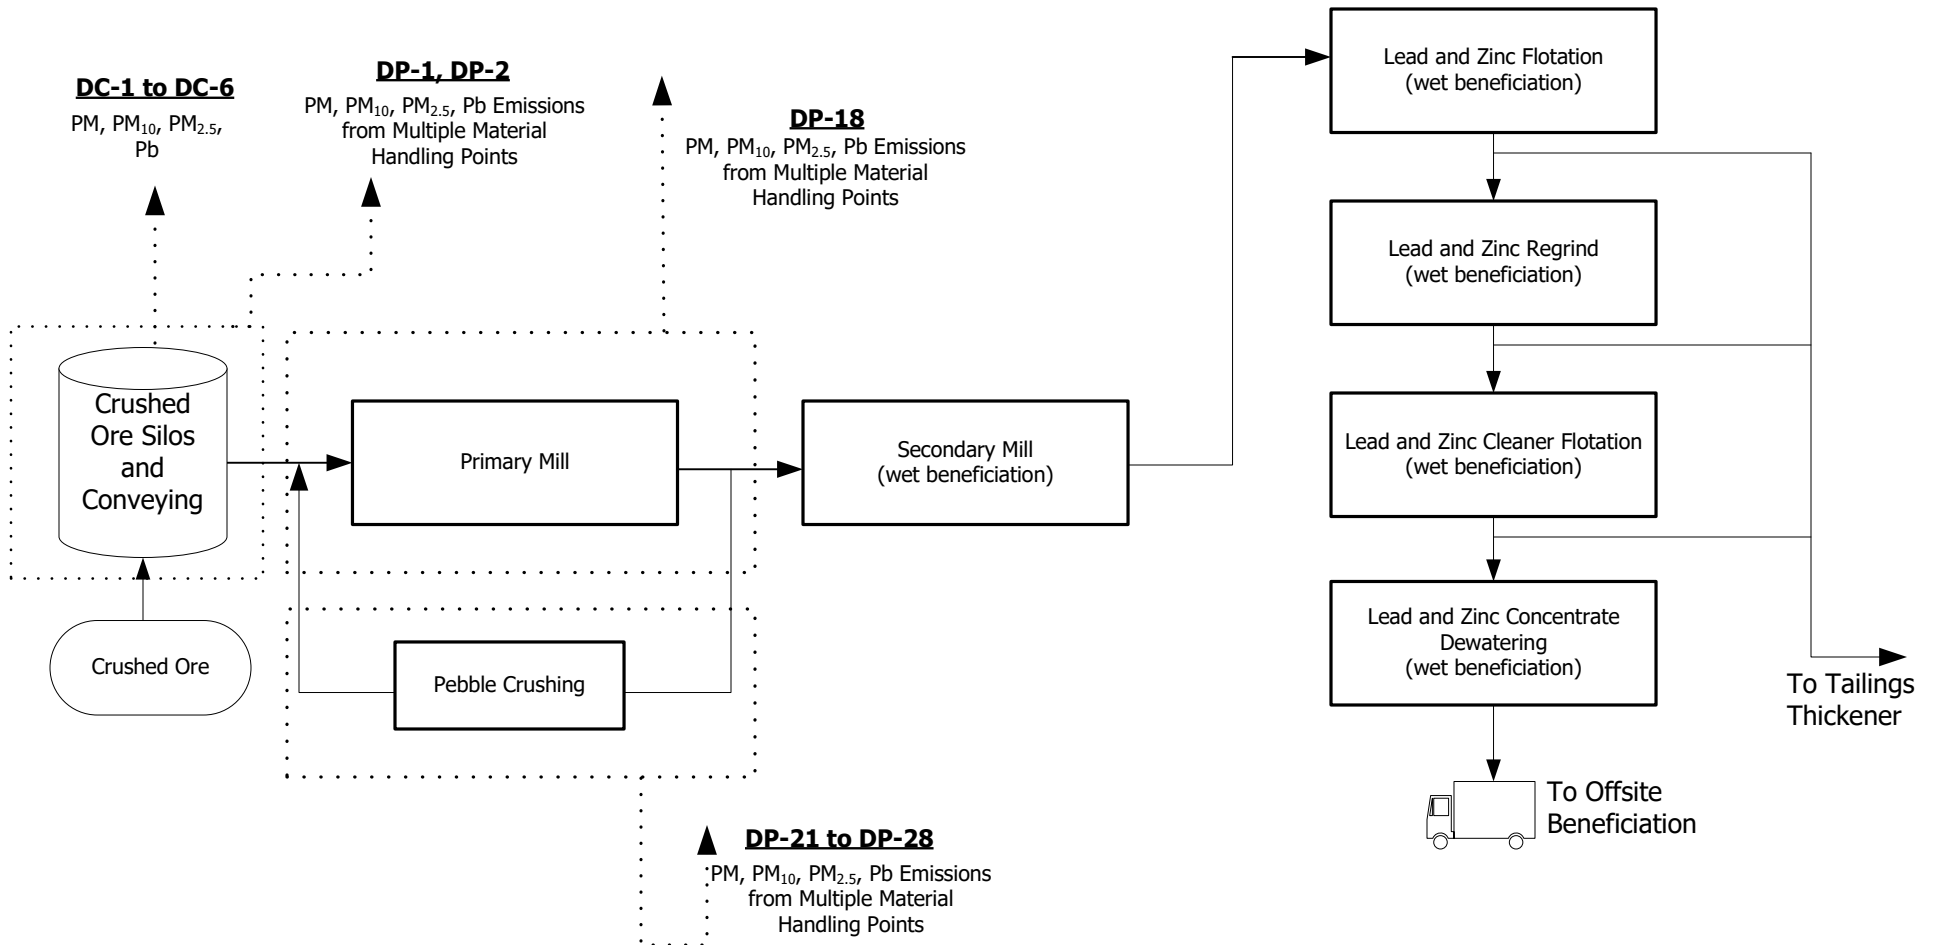 DC-1 to DC-6
PM, PM10, PM2.5,
Pb
DP-1, DP-2
PM, PM10, PM2.5, Pb Emissions
from Multiple Material
Handling Points
DP-18
PM, PM10, PM2.5, Pb Emissions
from Multiple Material
Handling Points
Crushed
Ore Silos
and
Conveying
Crushed Ore
Primary Mill
Pebble Crushing
DP-21 to DP-28
PM, PM10, PM2.5, Pb Emissions
from Multiple Material
Handling Points
Secondary Mill
(wet beneficiation)
Lead and Zinc Flotation
(wet beneficiation)
Lead and Zinc Regrind
(wet beneficiation)
Lead and Zinc Cleaner Flotation
(wet beneficiation)
Lead and Zinc Concentrate
Dewatering
(wet beneficiation)
To Tailings
Thickener
To Offsite
Beneficiation